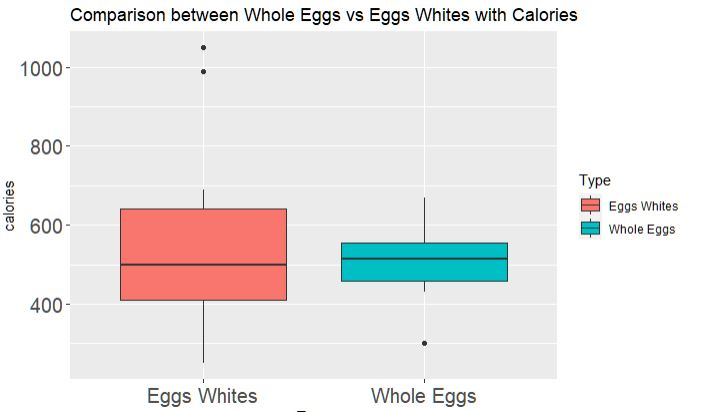 Comparison between Whole Eggs vs Eggs Whites with Calories
1000
800
600
400
calories
Eggs Whites
Whole Eggs
Type
Eggs Whites
Whole Eggs